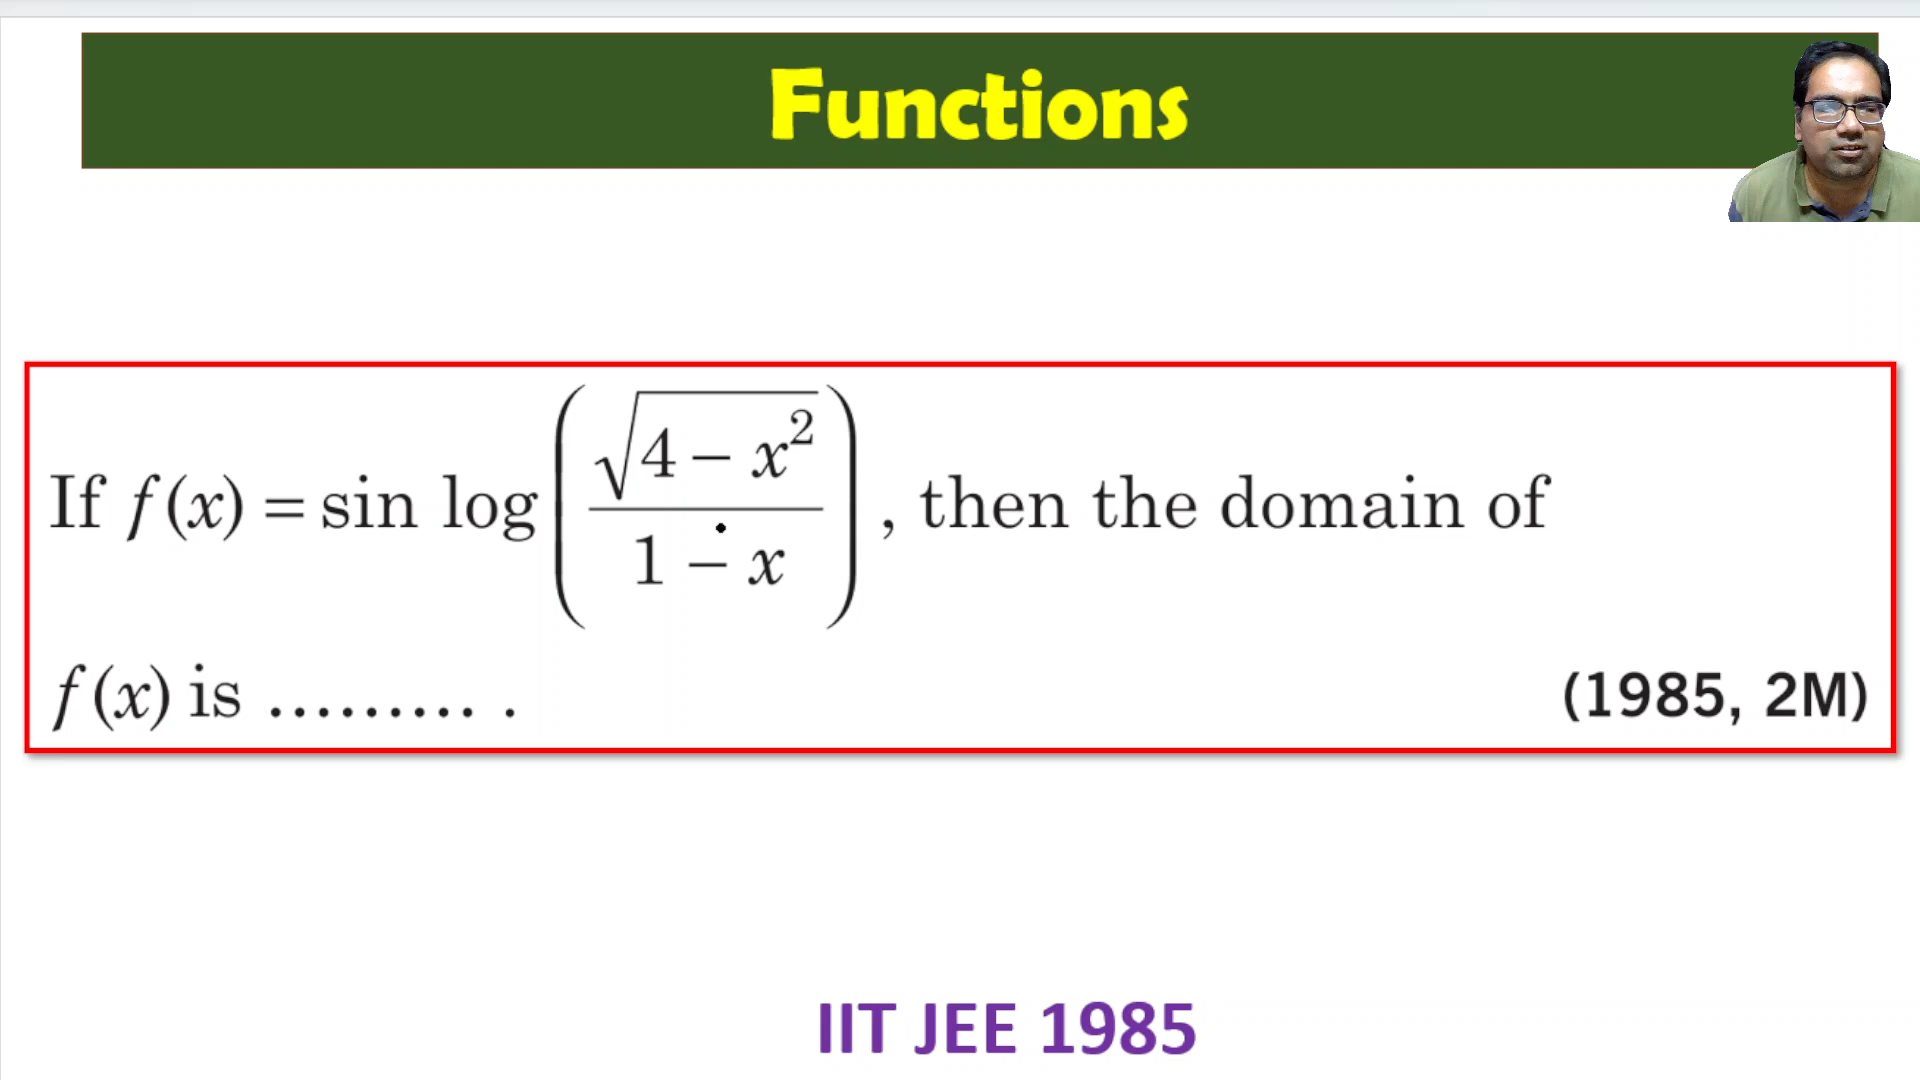 Functions
If f(x) = sin log(√(4 − x²)/(1 − x)), then the domain of
f(x) is ......... .
(1985, 2M)
IIT JEE 1985